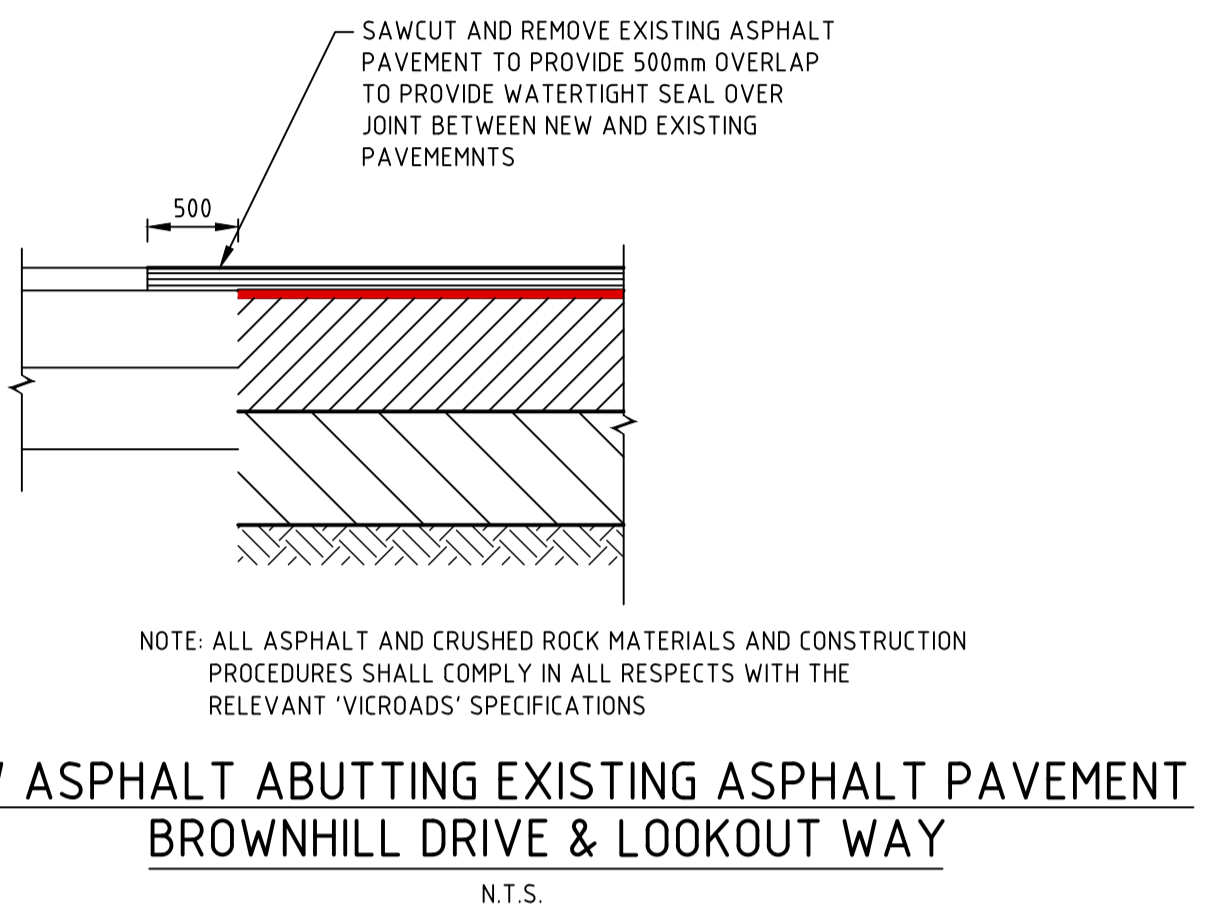 SAWCUT AND REMOVE EXISTING ASPHALT
PAVEMENT TO PROVIDE 500mm OVERLAP
TO PROVIDE WATERTIGHT SEAL OVER
JOINT BETWEEN NEW AND EXISTING
PAVEMEMNTS
500
NOTE: ALL ASPHALT AND CRUSHED ROCK MATERIALS AND CONSTRUCTION
PROCEDURES SHALL COMPLY IN ALL RESPECTS WITH THE
RELEVANT 'VICROADS' SPECIFICATIONS
ASPHALT ABUTTING EXISTING ASPHALT PAVEMENT
BROWNHILL DRIVE & LOOKOUT WAY
N.T.S.